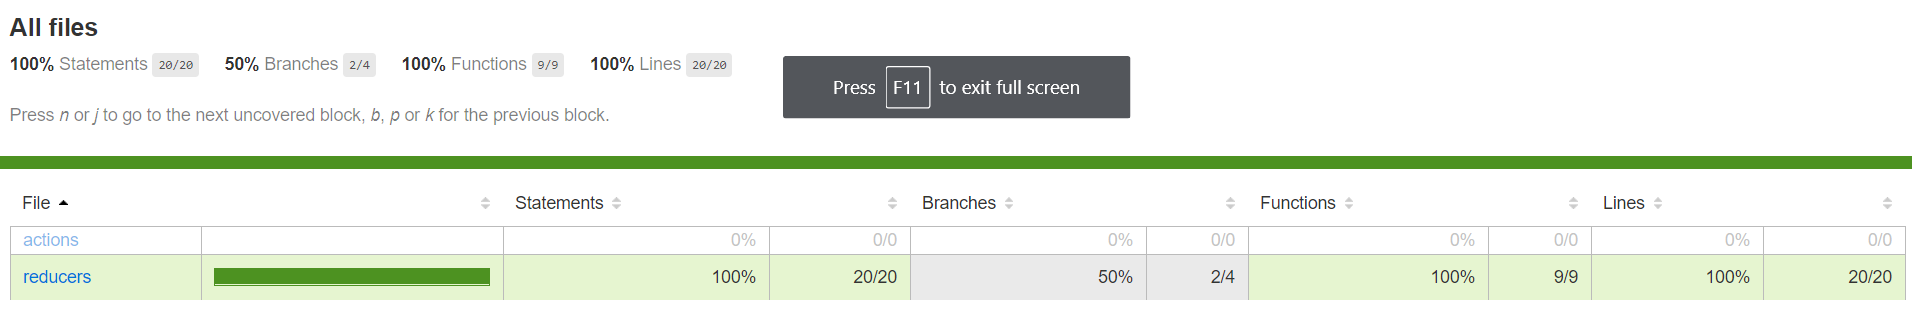 All files
100% Statements 20/20 50% Branches 2/4 100% Functions 9/9 100% Lines 20/20
Press F11 to exit full screen
Press n or j to go to the next uncovered block, b, p or k for the previous block.
File Statements Branches Functions Lines
actions 0% 0/0 0% 0/0 0% 0/0 0% 0/0
reducers 100% 20/20 50% 2/4 100% 9/9 100% 20/20